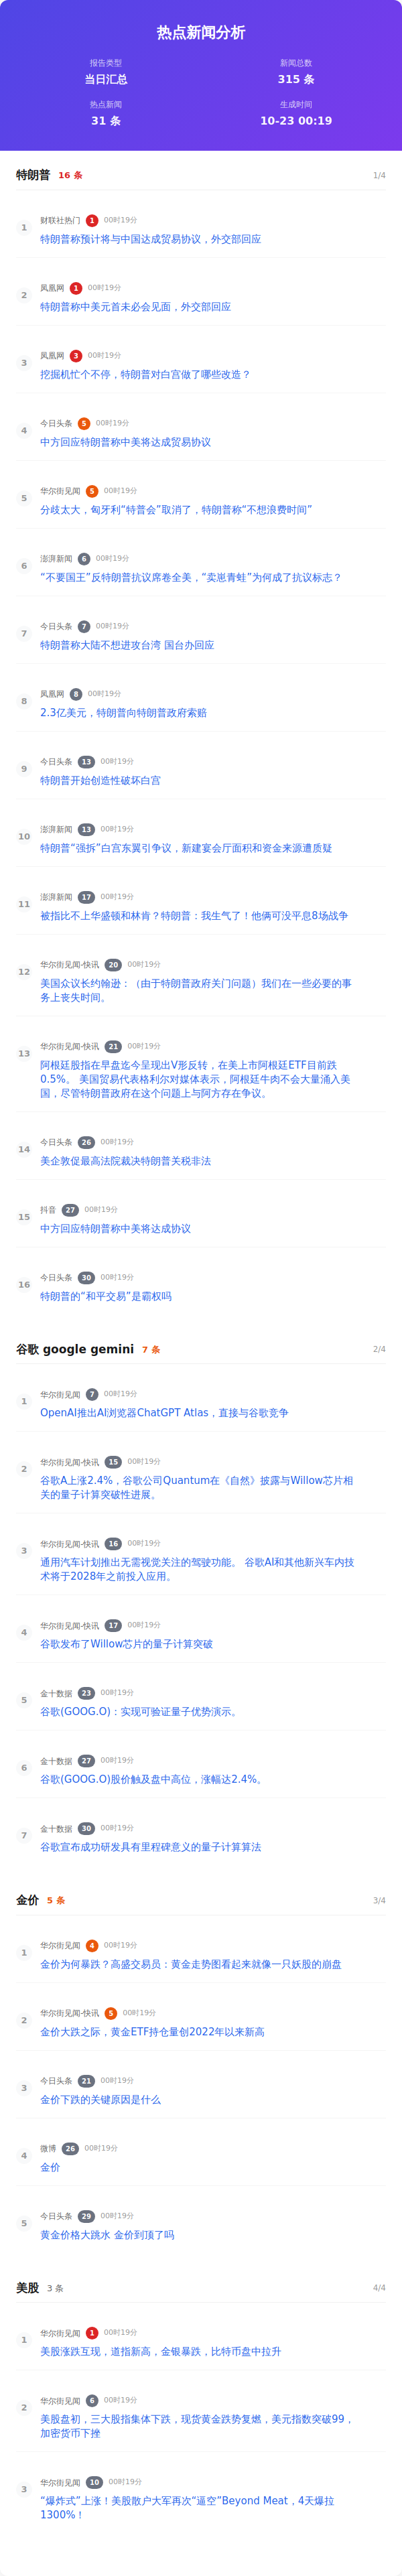 热点新闻分析
报告类型
新闻总数
当日汇总
315 条
热点新闻
生成时间
31 条
10-23 00:19
特朗普 16 条 1/4
1
财联社热门 1 00时19分
特朗普称预计将与中国达成贸易协议，外交部回应
2
凤凰网 1 00时19分
特朗普称中美元首未必会见面，外交部回应
3
凤凰网 3 00时19分
挖掘机忙个不停，特朗普对白宫做了哪些改造？
4
今日头条 5 00时19分
中方回应特朗普称中美将达成贸易协议
5
华尔街见闻 5 00时19分
分歧太大，匈牙利“特普会”取消了，特朗普称“不想浪费时间”
6
澎湃新闻 6 00时19分
“不要国王”反特朗普抗议席卷全美，“卖崽青蛙”为何成了抗议标志？
7
今日头条 7 00时19分
特朗普称大陆不想进攻台湾 国台办回应
8
凤凰网 8 00时19分
2.3亿美元，特朗普向特朗普政府索赔
9
今日头条 13 00时19分
特朗普开始创造性破坏白宫
10
澎湃新闻 13 00时19分
特朗普“强拆”白宫东翼引争议，新建宴会厅面积和资金来源遭质疑
11
澎湃新闻 17 00时19分
被指比不上华盛顿和林肯？特朗普：我生气了！他俩可没平息8场战争
12
华尔街见闻-快讯 20 00时19分
美国众议长约翰逊：（由于特朗普政府关门问题）我们在一些必要的事
务上丧失时间。
13
华尔街见闻-快讯 21 00时19分
阿根廷股指在早盘迄今呈现出V形反转，在美上市阿根廷ETF目前跌
0.5%。 美国贸易代表格利尔对媒体表示，阿根廷牛肉不会大量涌入美
国，尽管特朗普政府在这个问题上与阿方存在争议。
14
今日头条 26 00时19分
美企敦促最高法院裁决特朗普关税非法
15
抖音 27 00时19分
中方回应特朗普称中美将达成协议
16
今日头条 30 00时19分
特朗普的“和平交易”是霸权吗
谷歌 google gemini 7 条 2/4
1
华尔街见闻 7 00时19分
OpenAI推出AI浏览器ChatGPT Atlas，直接与谷歌竞争
2
华尔街见闻-快讯 15 00时19分
谷歌A上涨2.4%，谷歌公司Quantum在《自然》披露与Willow芯片相
关的量子计算突破性进展。
3
华尔街见闻-快讯 16 00时19分
通用汽车计划推出无需视觉关注的驾驶功能。 谷歌AI和其他新兴车内技
术将于2028年之前投入应用。
4
华尔街见闻-快讯 17 00时19分
谷歌发布了Willow芯片的量子计算突破
5
金十数据 23 00时19分
谷歌(GOOG.O)：实现可验证量子优势演示。
6
金十数据 27 00时19分
谷歌(GOOG.O)股价触及盘中高位，涨幅达2.4%。
7
金十数据 30 00时19分
谷歌宣布成功研发具有里程碑意义的量子计算算法
金价 5 条 3/4
1
华尔街见闻 4 00时19分
金价为何暴跌？高盛交易员：黄金走势图看起来就像一只妖股的崩盘
2
华尔街见闻-快讯 5 00时19分
金价大跌之际，黄金ETF持仓量创2022年以来新高
3
今日头条 21 00时19分
金价下跌的关键原因是什么
4
微博 26 00时19分
金价
5
今日头条 29 00时19分
黄金价格大跳水 金价到顶了吗
美股 3 条 4/4
1
华尔街见闻 1 00时19分
美股涨跌互现，道指新高，金银暴跌，比特币盘中拉升
2
华尔街见闻 6 00时19分
美股盘初，三大股指集体下跌，现货黄金跌势复燃，美元指数突破99，
加密货币下挫
3
华尔街见闻 10 00时19分
“爆炸式”上涨！美股散户大军再次“逼空”Beyond Meat，4天爆拉
1300%！